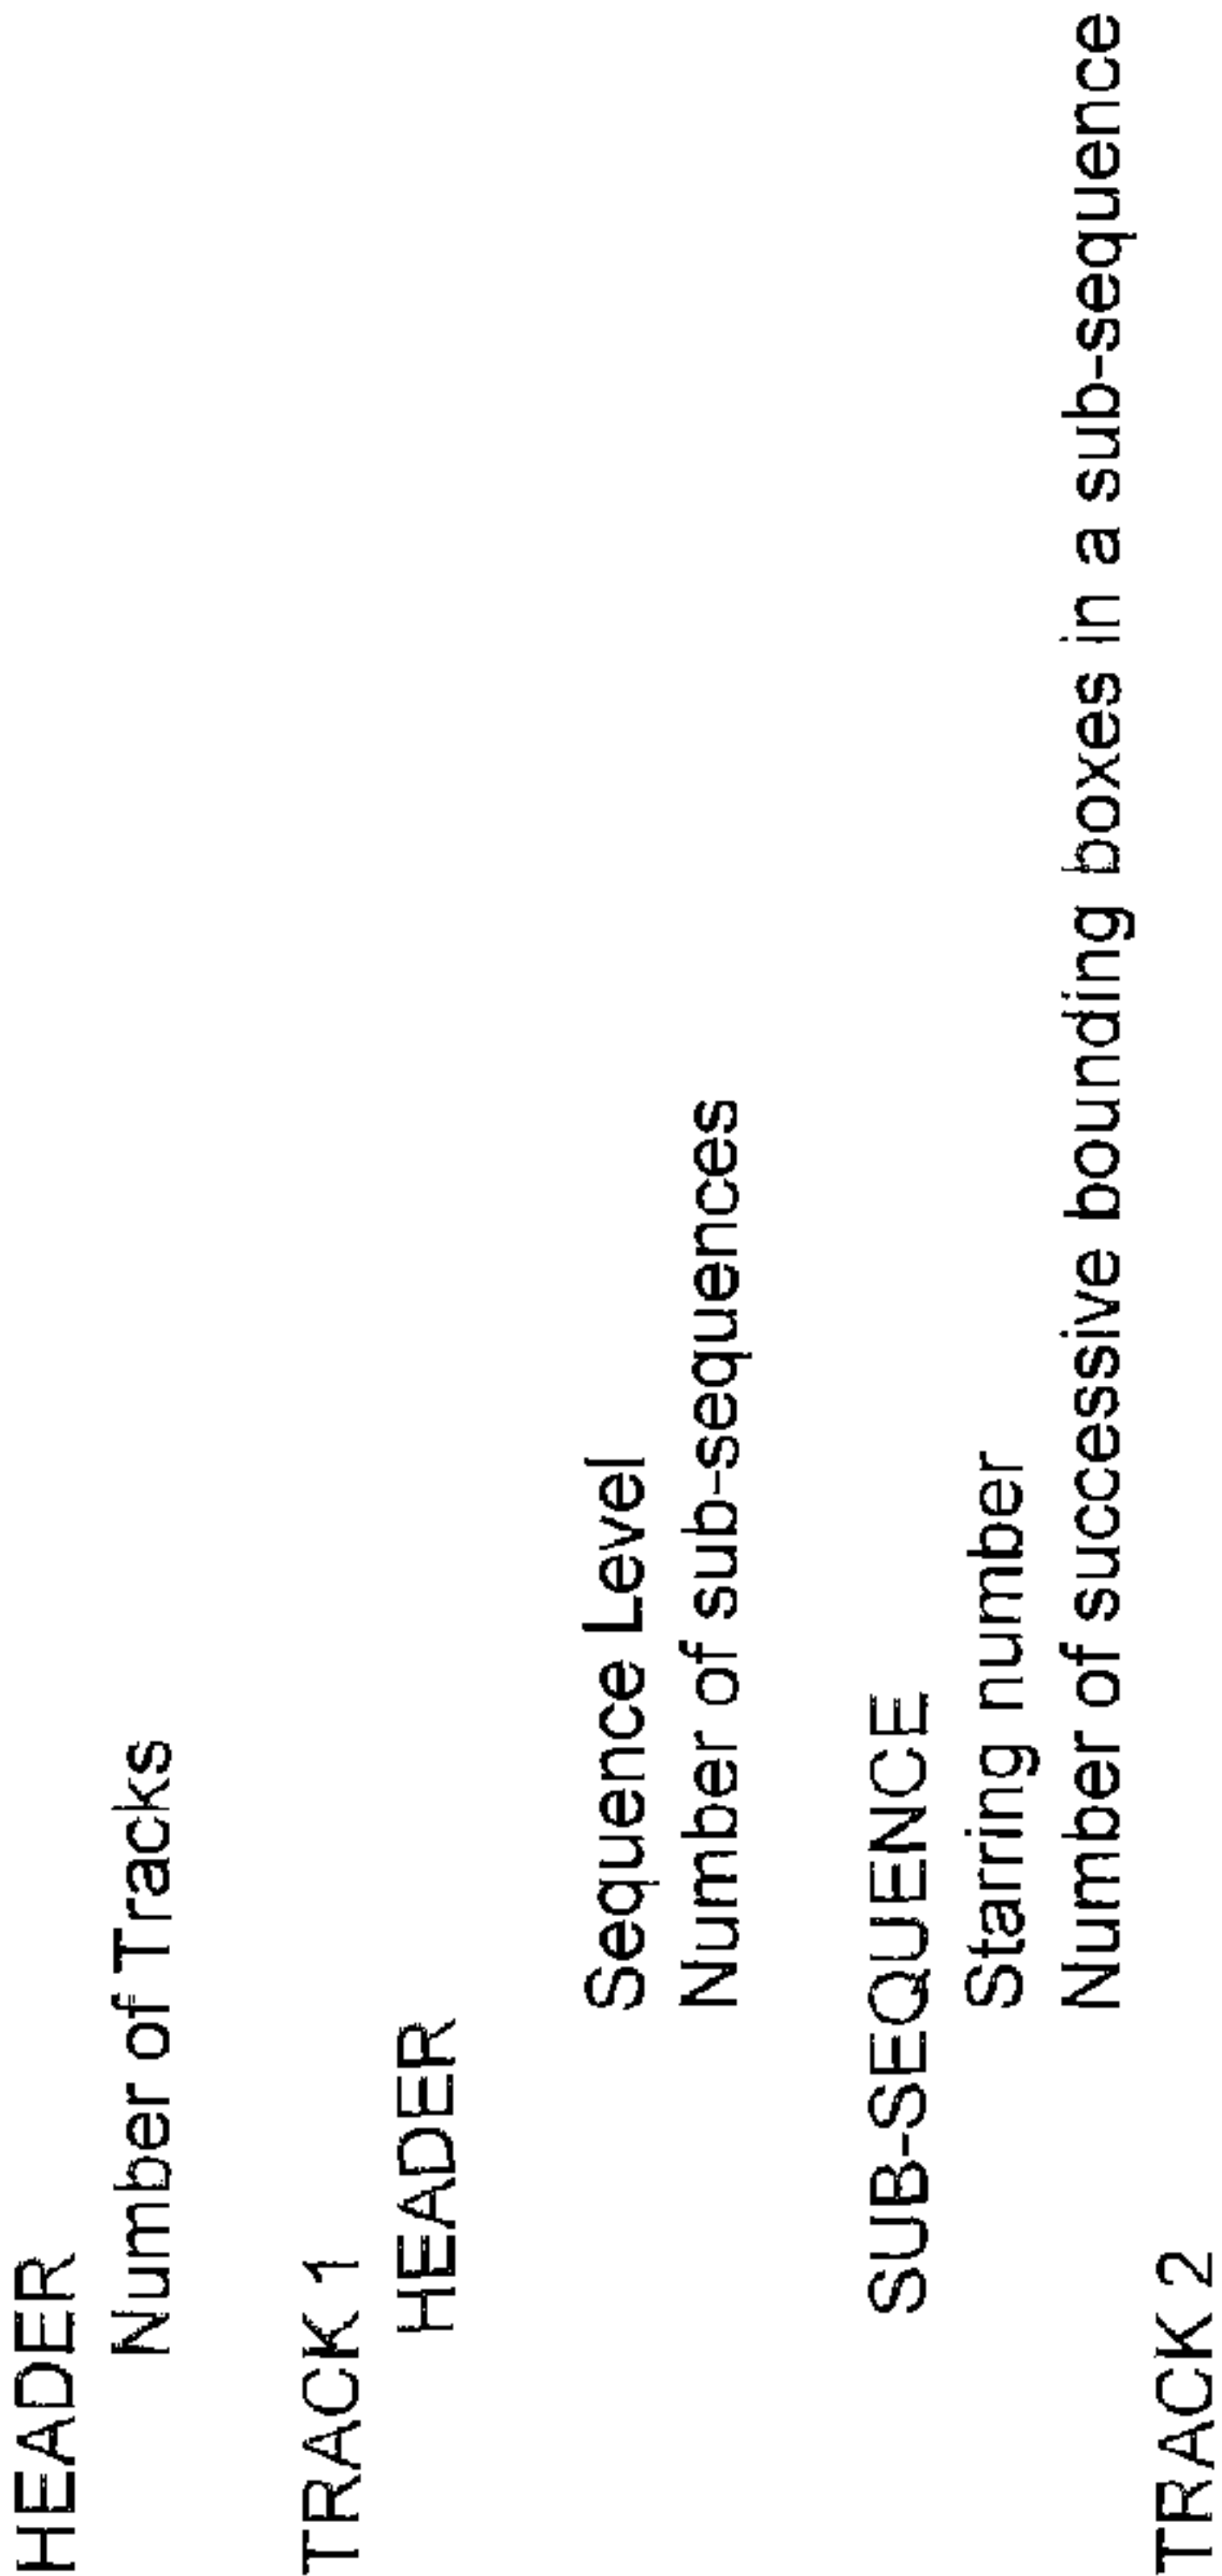 HEADER
Number of Tracks
TRACK 1
HEADER
Sequence Level
Number of sub-sequences
SUB-SEQUENCE
Starring number
Number of successive bounding boxes in a sub-sequence
TRACK 2